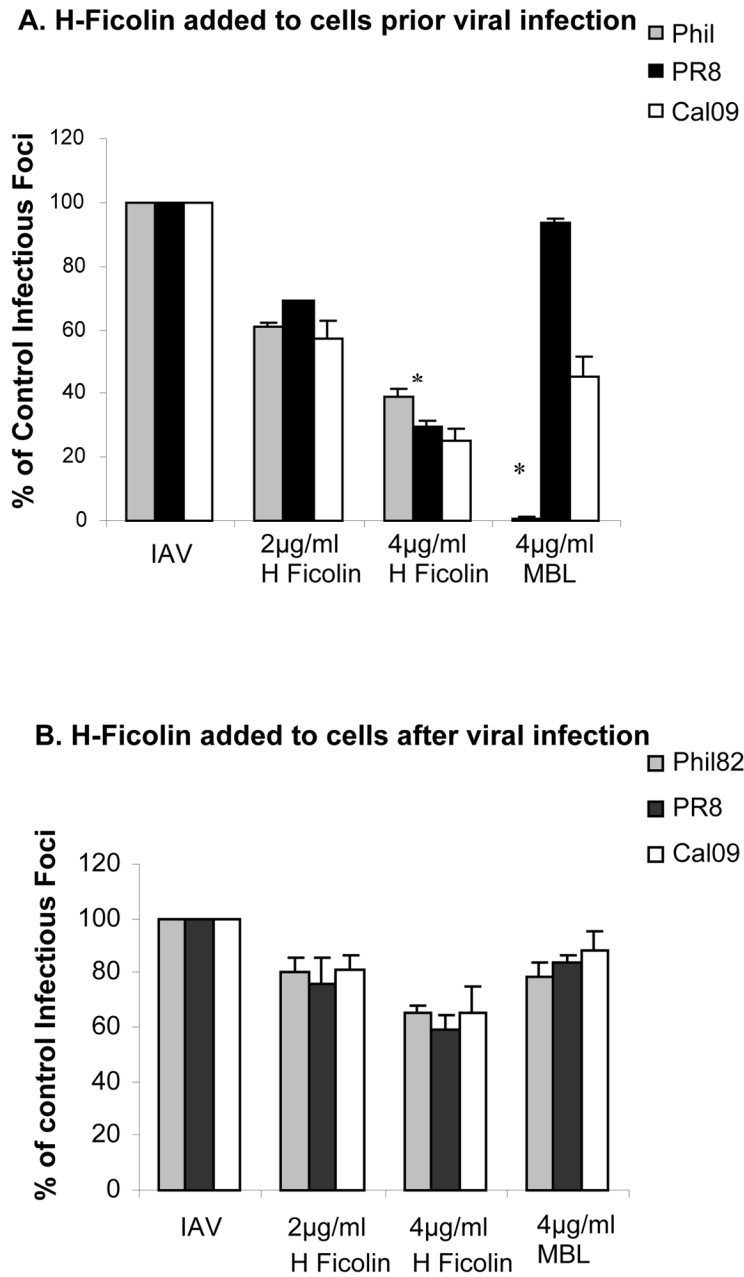 A. H-Ficolin added to cells prior viral infection
Phil
PR8
Cal09
% of Control Infectious Foci
120
100
80
60
40
20
0
*
*
IAV
2µg/ml
H Ficolin
4µg/ml
H Ficolin
4µg/ml
MBL
B. H-Ficolin added to cells after viral infection
Phil82
PR8
Cal09
% of control Infectious Foci
120
100
80
60
40
20
0
IAV
2µg/ml
H Ficolin
4µg/ml
H Ficolin
4µg/ml
MBL